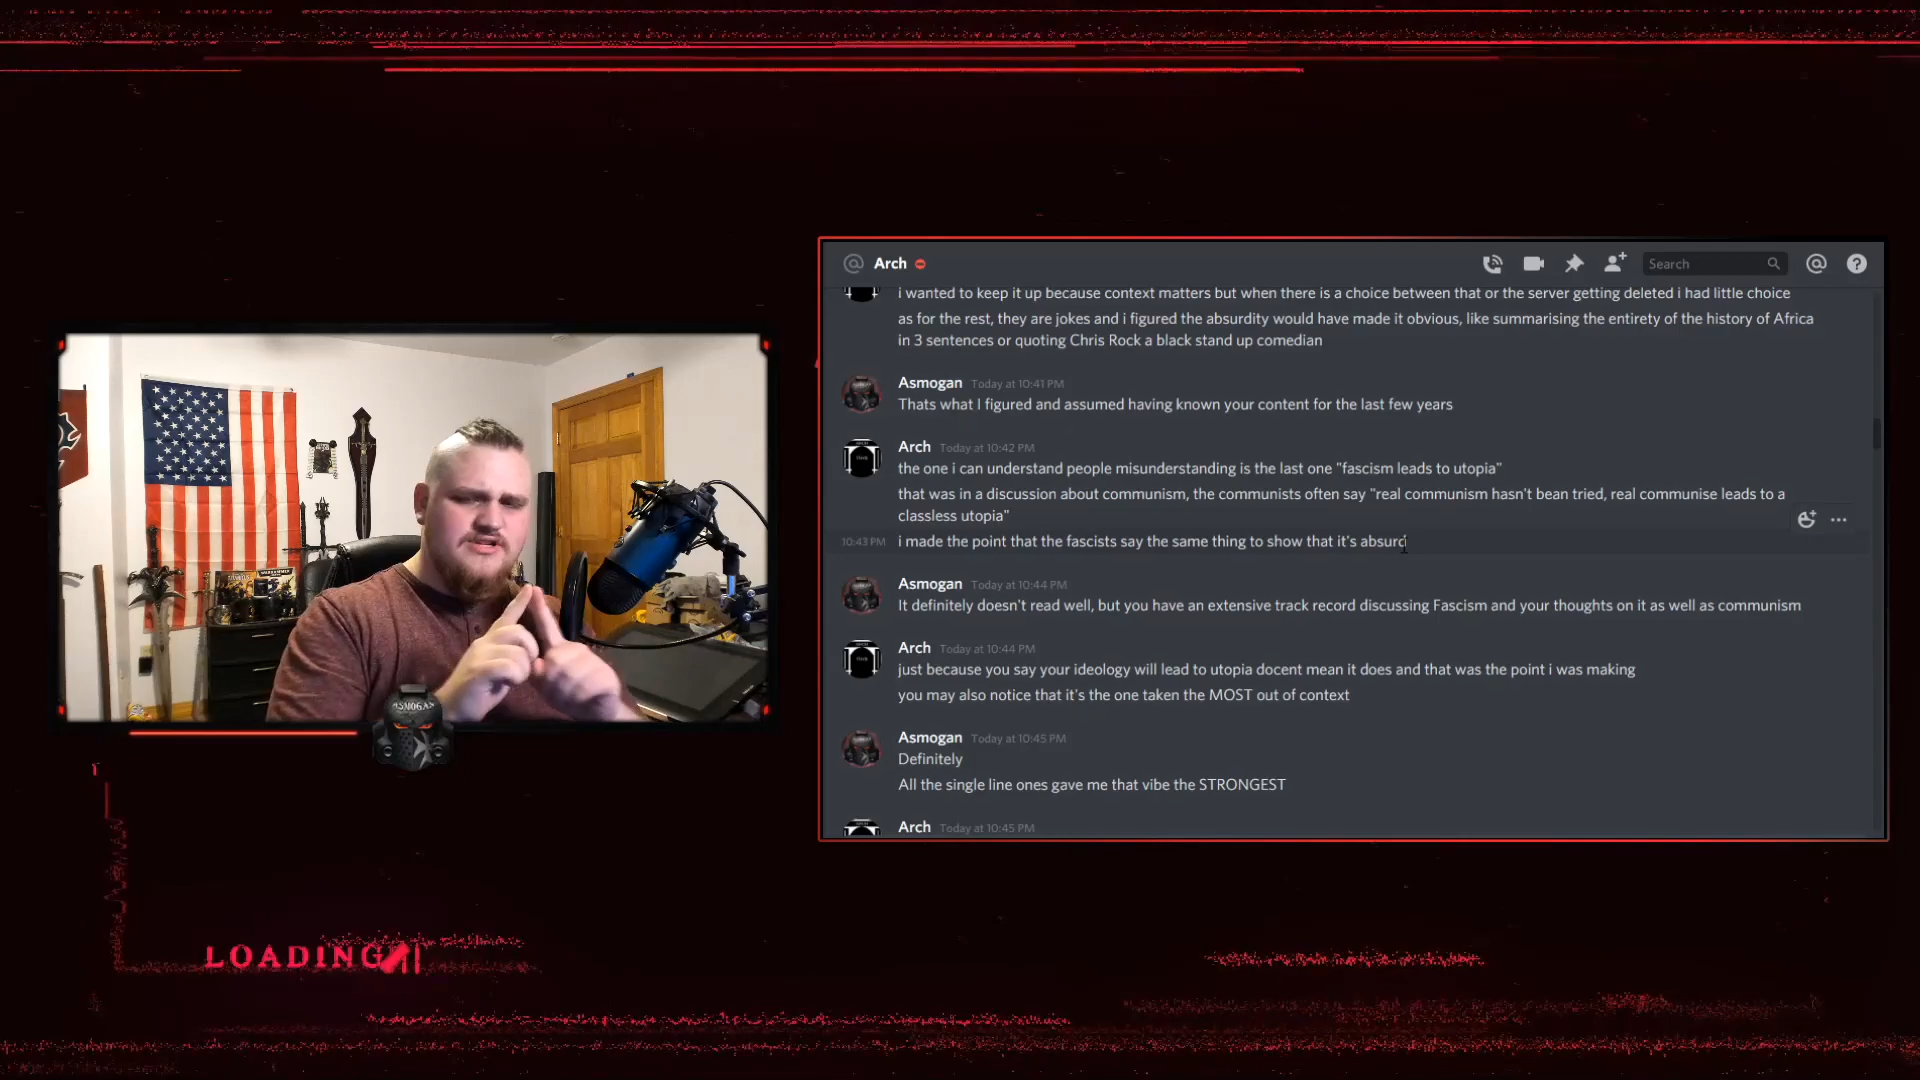 Arch
Search
i wanted to keep it up because context matters but when there is a choice between that or the server getting deleted i had little choice
as for the rest, they are jokes and i figured the absurdity would have made it obvious, like summarising the entirety of the history of Africa
in 3 sentences or quoting Chris Rock a black stand up comedian
Asmogan Today at 10:41 PM
Thats what I figured and assumed having known your content for the last few years
Arch Today at 10:42 PM
the one i can understand people misunderstanding is the last one "fascism leads to utopia"
that was in a discussion about communism, the communists often say "real communism hasn't bean tried, real communise leads to a
classless utopia"
10:43 PM i made the point that the fascists say the same thing to show that it's absurd
Asmogan Today at 10:44 PM
It definitely doesn't read well, but you have an extensive track record discussing Fascism and your thoughts on it as well as communism
Arch Today at 10:44 PM
just because you say your ideology will lead to utopia docent mean it does and that was the point i was making
you may also notice that it's the one taken the MOST out of context
Asmogan Today at 10:45 PM
Definitely
All the single line ones gave me that vibe the STRONGEST
Arch Today at 10:45 PM
ASMOGAN
LOADING